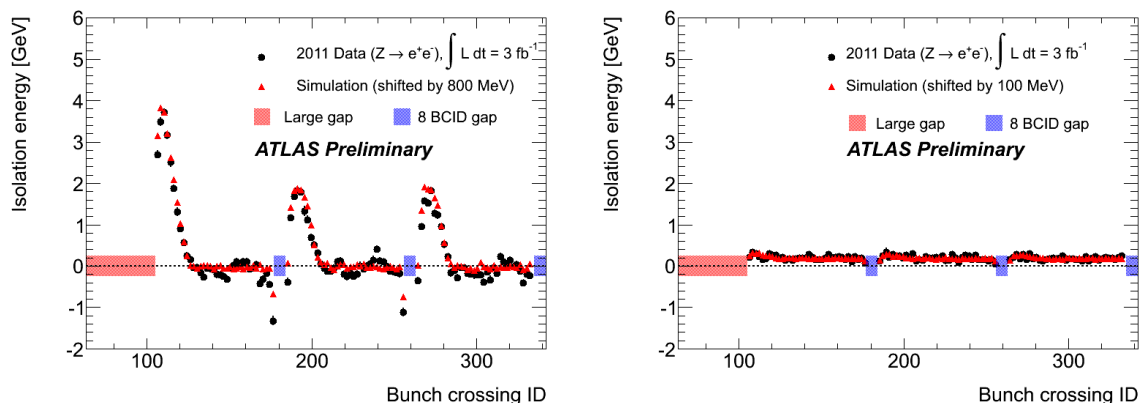 Isolation energy [GeV]
6
5
4
3
2
1
0
-1
-2
2011 Data (Z → e⁺e⁻), ∫ L dt = 3 fb⁻¹
Simulation (shifted by 800 MeV)
Large gap 8 BCID gap
ATLAS Preliminary
100 200 300
Bunch crossing ID
Isolation energy [GeV]
6
5
4
3
2
1
0
-1
-2
2011 Data (Z → e⁺e⁻), ∫ L dt = 3 fb⁻¹
Simulation (shifted by 100 MeV)
Large gap 8 BCID gap
ATLAS Preliminary
100 200 300
Bunch crossing ID